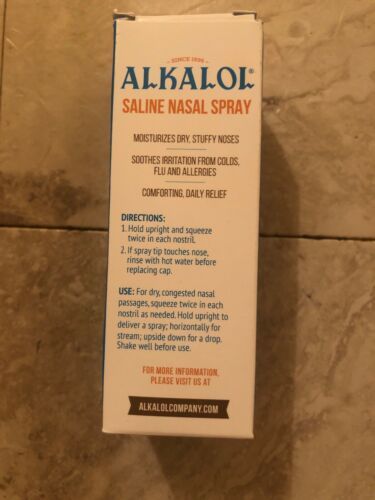 - SINCE 1896 -
ALKALOL®
SALINE NASAL SPRAY
MOISTURIZES DRY, STUFFY NOSES
SOOTHES IRRITATION FROM COLDS,
FLU AND ALLERGIES
COMFORTING, DAILY RELIEF
DIRECTIONS:
1. Hold upright and squeeze
twice in each nostril.
2. If spray tip touches nose,
rinse with hot water before
replacing cap.
USE: For dry, congested nasal
passages, squeeze twice in each
nostril as needed. Hold upright to
deliver a spray; horizontally for
stream; upside down for a drop.
Shake well before use.
FOR MORE INFORMATION,
PLEASE VISIT US AT
ALKALOLCOMPANY.COM